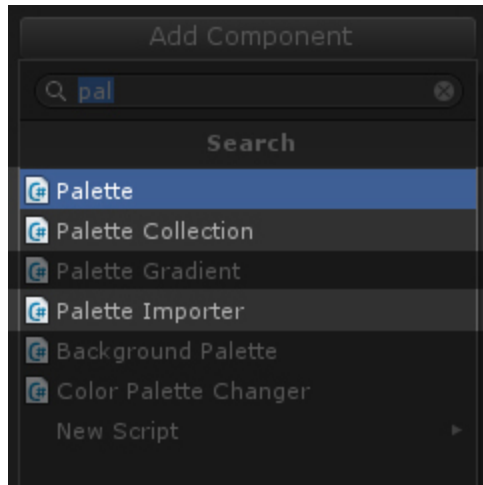 Add Component
pal
Search
Palette
Palette Collection
Palette Gradient
Palette Importer
Background Palette
Color Palette Changer
New Script